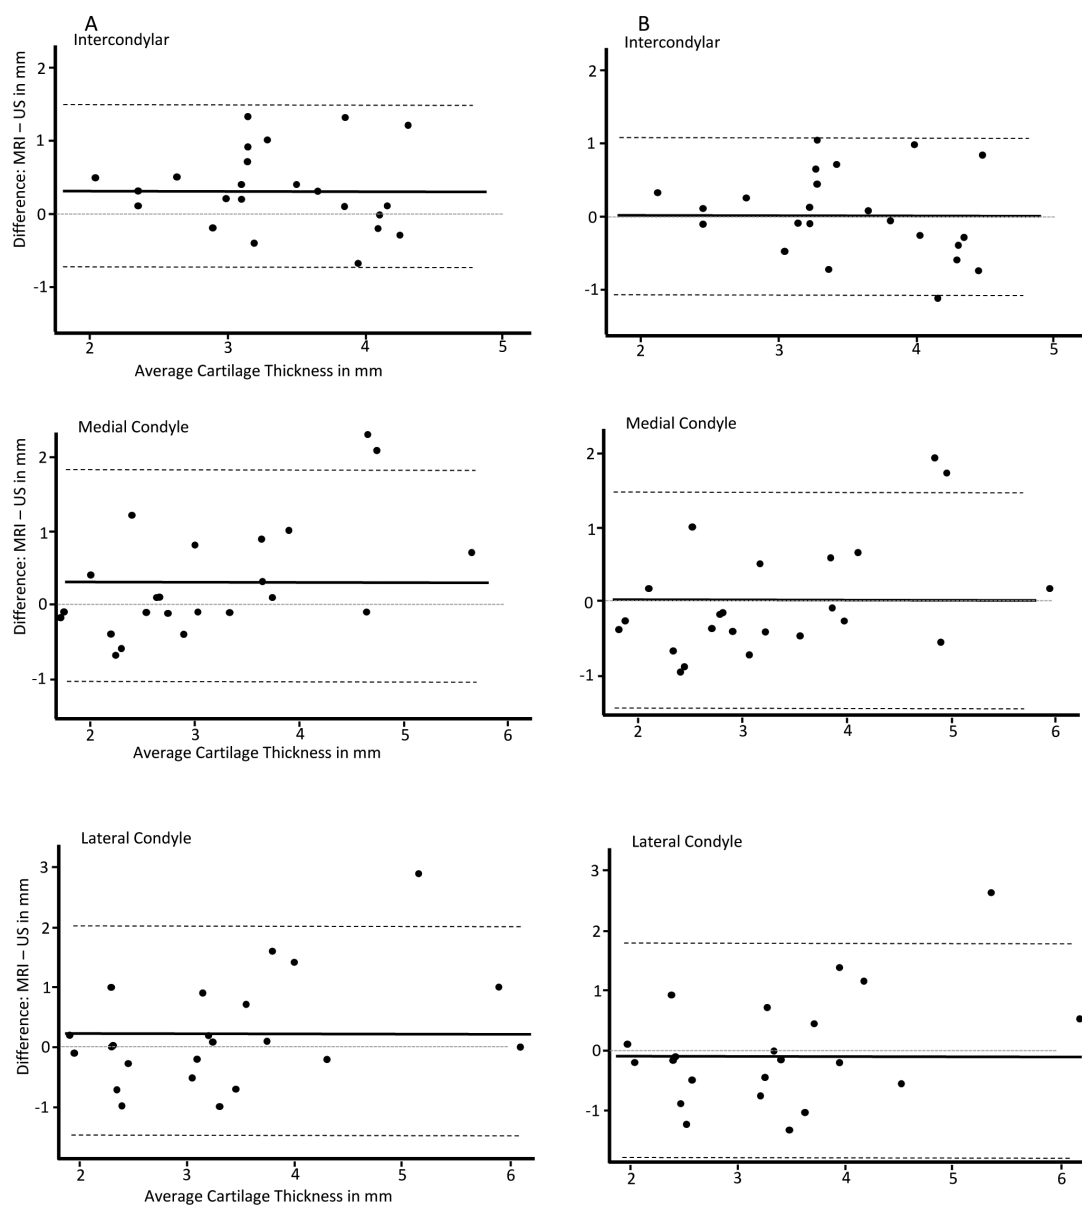 A
Intercondylar
Difference: MRI – US in mm
2
1
0
-1
2 3 4 5
Average Cartilage Thickness in mm
B
Intercondylar
2
1
0
-1
2 3 4 5
Medial Condyle
Difference: MRI – US in mm
2
1
0
-1
2 3 4 5 6
Average Cartilage Thickness in mm
Medial Condyle
2
1
0
-1
2 3 4 5 6
Lateral Condyle
Difference: MRI – US in mm
3
2
1
0
-1
2 3 4 5 6
Average Cartilage Thickness in mm
Lateral Condyle
3
2
1
0
-1
2 3 4 5 6